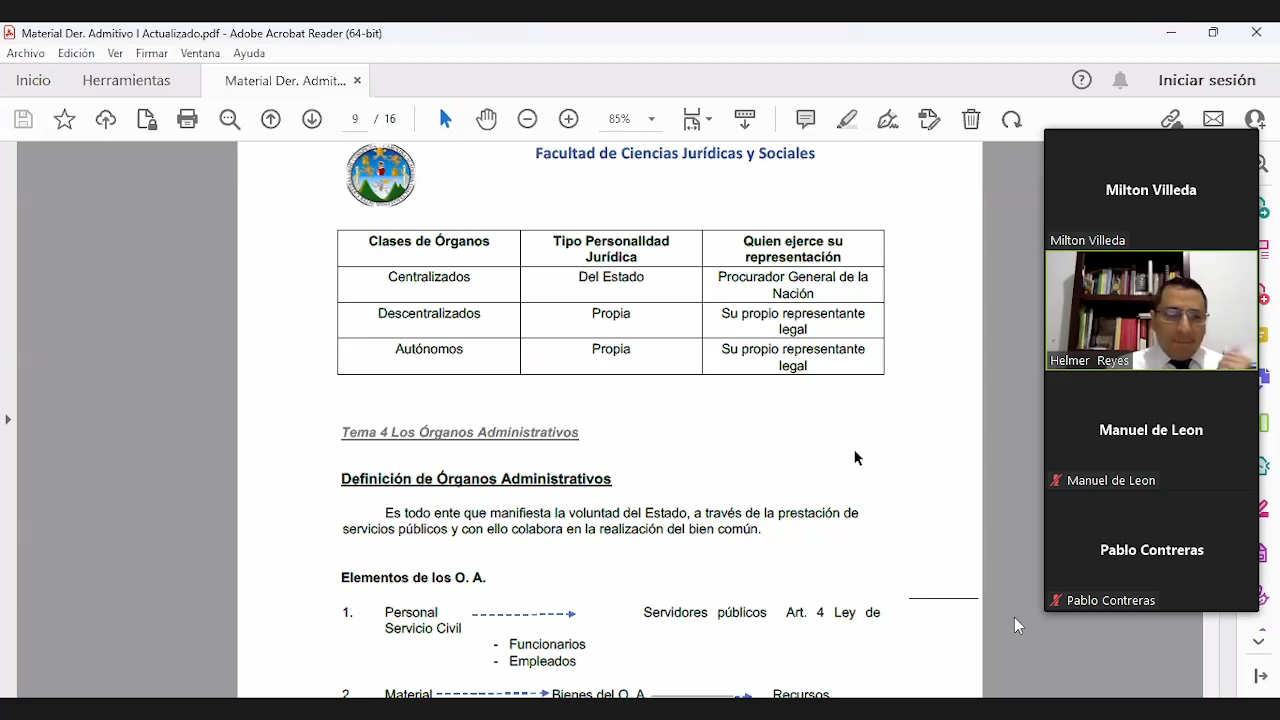 Material Der. Admitivo I Actualizado.pdf - Adobe Acrobat Reader (64-bit)
Archivo Edición Ver Firmar Ventana Ayuda
Inicio Herramientas Material Der. Admit... × Iniciar sesión
9 / 16 85%
Facultad de Ciencias Jurídicas y Sociales
Clases de Órganos Tipo Personalldad Jurídica Quien ejerce su representación
Centralizados Del Estado Procurador General de la Nación
Descentralizados Propia Su propio representante legal
Autónomos Propia Su propio representante legal
Tema 4 Los Órganos Administrativos
Definición de Órganos Administrativos
Es todo ente que manifiesta la voluntad del Estado, a través de la prestación de
servicios públicos y con ello colabora en la realización del bien común.
Elementos de los O. A.
1. Personal Servidores públicos Art. 4 Ley de
Servicio Civil
- Funcionarios
- Empleados
2. Material Bienes del O. A. Recursos
Milton Villeda
Milton Villeda
Helmer Reyes
Manuel de Leon
Manuel de Leon
Pablo Contreras
Pablo Contreras